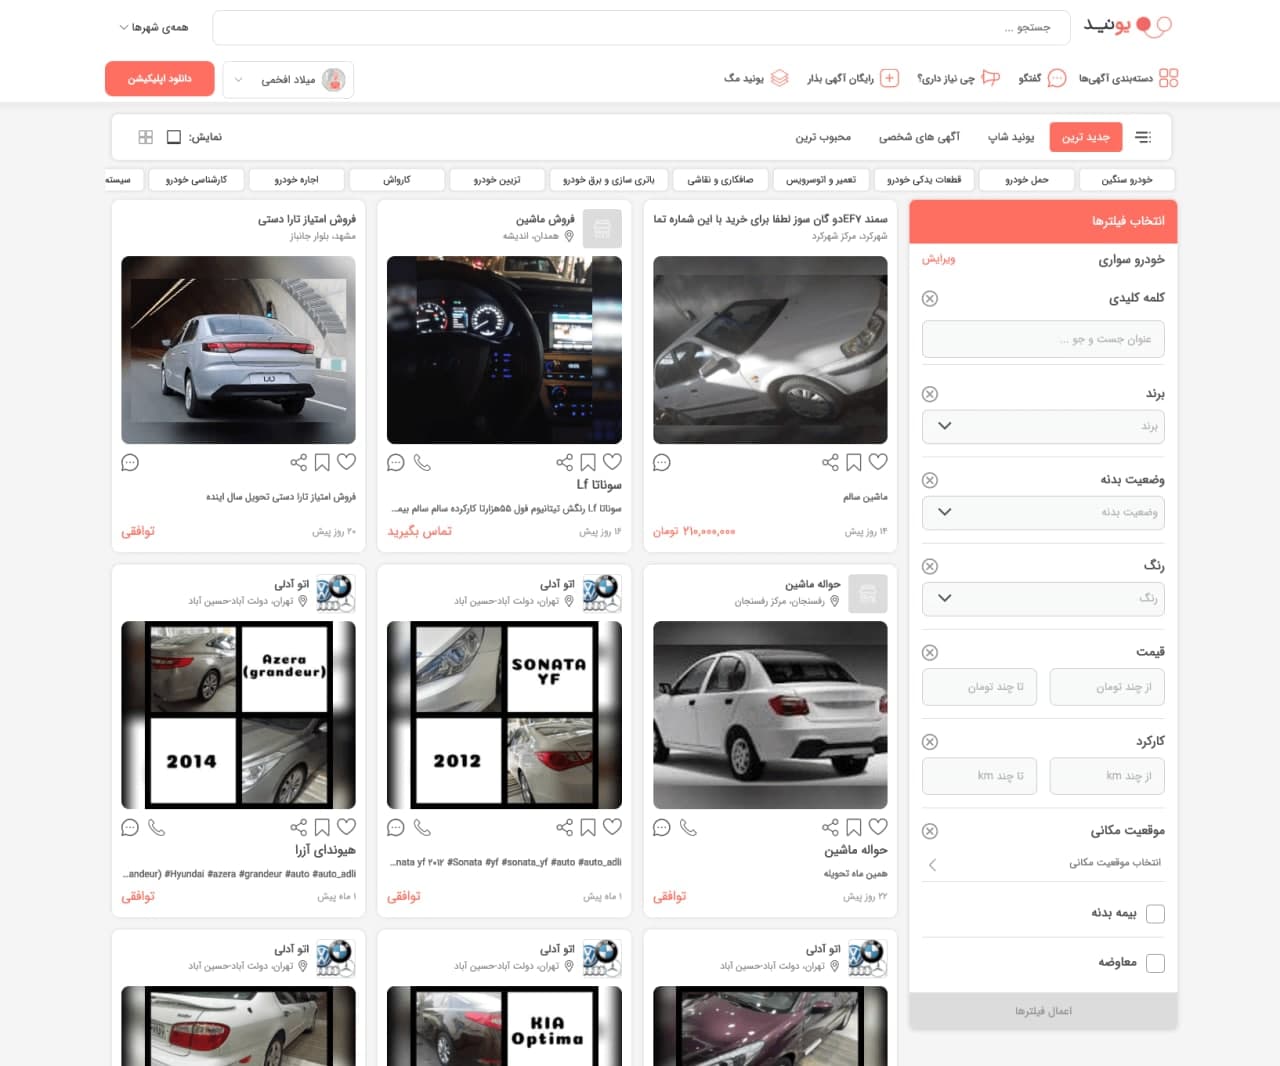 یونید
جستجو ...
همه‌ی شهرها
دسته‌بندی آگهی‌ها
گفتگو
چی نیاز داری؟
رایگان آگهی بذار
یونید مگ
میلاد افخمی
دانلود اپلیکیشن
جدید ترین
یونید شاپ
آگهی های شخصی
محبوب ترین
نمایش:
خودرو سنگین
حمل خودرو
قطعات یدکی خودرو
تعمیر و اتوسرویس
صافکاری و نقاشی
باتری سازی و برق خودرو
تزیین خودرو
کارواش
اجاره خودرو
کارشناسی خودرو
سیستم
انتخاب فیلترها
خودرو سواری
ویرایش
کلمه کلیدی
عنوان جست و جو ...
برند
برند
وضعیت بدنه
وضعیت بدنه
رنگ
رنگ
قیمت
از چند تومان
تا چند تومان
کارکرد
از چند km
تا چند km
موقعیت مکانی
انتخاب موقعیت مکانی
بیمه بدنه
معاوضه
اعمال فیلترها
سمند EF7دو گان سوز لطفا برای خرید با این شماره تما
شهرکرد، مرکز شهرکرد
ماشین سالم
۱۴ روز پیش
۲۱۰,۰۰۰,۰۰۰ تومان
فروش ماشین
همدان، اندیشه
سوناتا Lf
سوناتا Lf رنگش تیتانیوم فول ۵۵هزارتا کارکرده سالم سالم بیمه...
۱۶ روز پیش
تماس بگیرید
فروش امتیاز تارا دستی
مشهد، بلوار جانباز
فروش امتیاز تارا دستی تحویل سال اینده
۲۰ روز پیش
توافقی
حواله ماشین
رفسنجان، مرکز رفسنجان
حواله ماشین
همین ماه تحویله
۲۲ روز پیش
توافقی
اتو آدلی
تهران، دولت آباد-حسین آباد
SONATA
YF
2012
...nata yf ۲۰۱۲ #Sonata #yf #sonata_yf #auto #auto_adli
۱ ماه پیش
توافقی
اتو آدلی
تهران، دولت آباد-حسین آباد
Azera
(grandeur)
2014
هیوندای آزرا
...andeur) #Hyundai #azera #grandeur #auto #auto_adli
۱ ماه پیش
توافقی
اتو آدلی
تهران، دولت آباد-حسین آباد
اتو آدلی
تهران، دولت آباد-حسین آباد
KIA
Optima
اتو آدلی
تهران، دولت آباد-حسین آباد